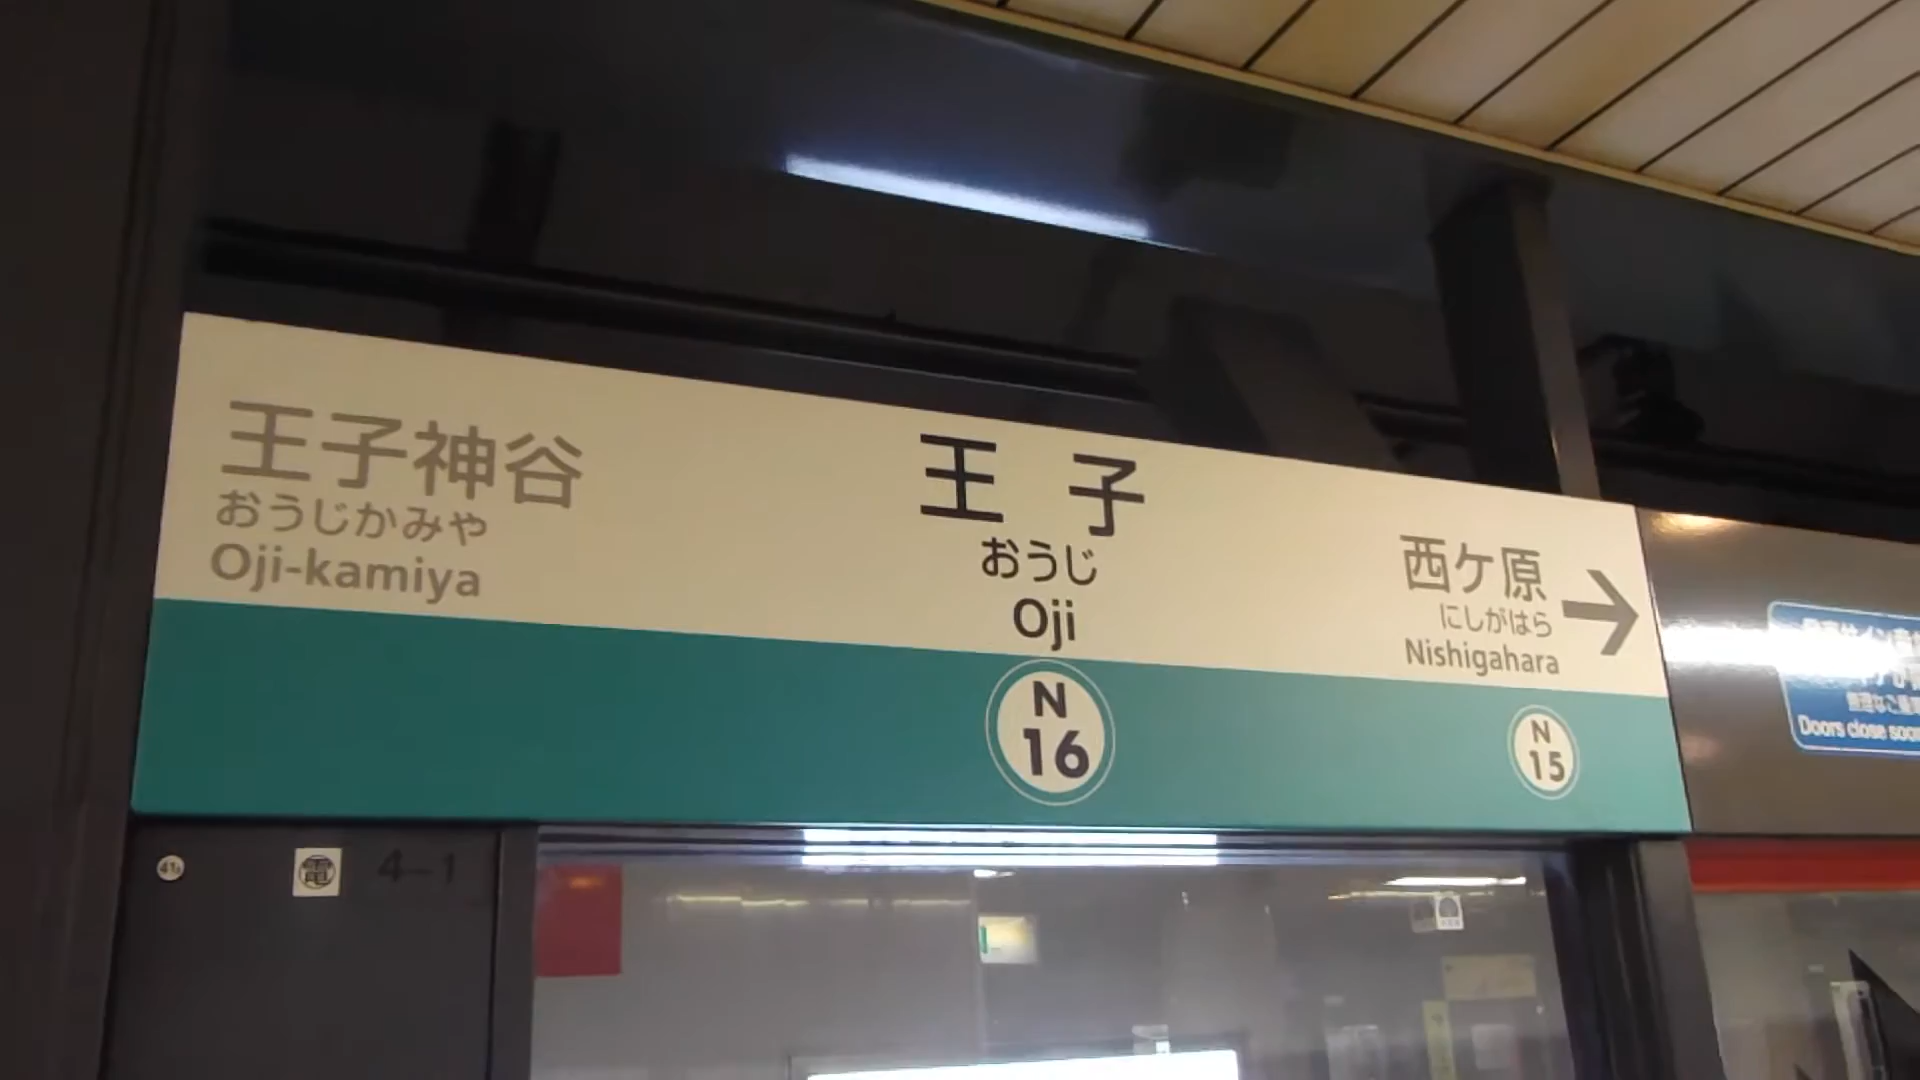 王子神谷
おうじかみや
Oji-kamiya
王子
おうじ
Oji
N
16
西ケ原
にしがはら
Nishigahara
N
15
Doors close soon
電
4-1